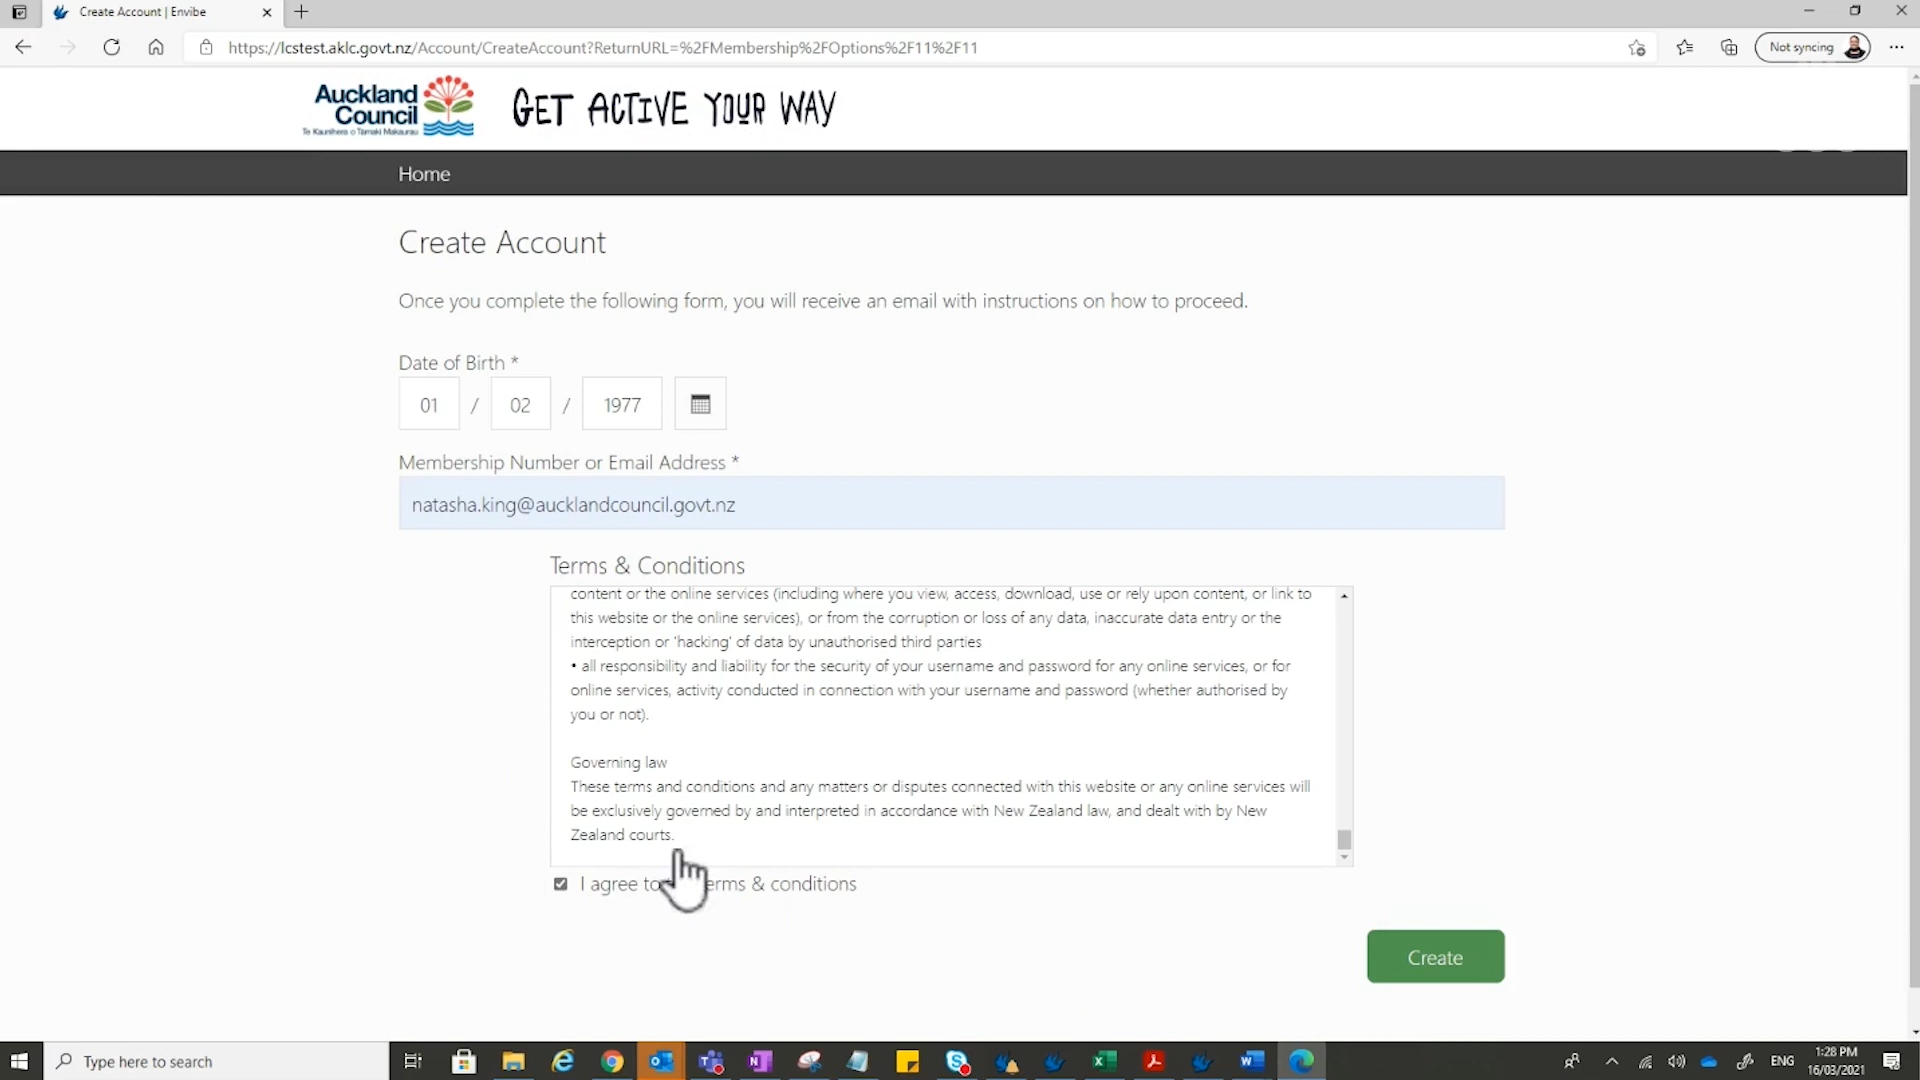 Create Account | Envibe
https://lcstest.aklc.govt.nz/Account/CreateAccount?ReturnURL=%2FMembership%2FOptions%2F11%2F11
Not syncing
Auckland
Council
Te Kaunihera o Tāmaki Makaurau
GET ACTIVE YOUR WAY
Home
Create Account
Once you complete the following form, you will receive an email with instructions on how to proceed.
Date of Birth *
01 / 02 / 1977
Membership Number or Email Address *
natasha.king@aucklandcouncil.govt.nz
Terms & Conditions
content or the online services (including where you view, access, download, use or rely upon content, or link to
this website or the online services), or from the corruption or loss of any data, inaccurate data entry or the
interception or 'hacking' of data by unauthorised third parties
• all responsibility and liability for the security of your username and password for any online services, or for
online services, activity conducted in connection with your username and password (whether authorised by
you or not).
Governing law
These terms and conditions and any matters or disputes connected with this website or any online services will
be exclusively governed by and interpreted in accordance with New Zealand law, and dealt with by New
Zealand courts.
I agree to erms & conditions
Create
Type here to search
ENG
1:28 PM
16/03/2021